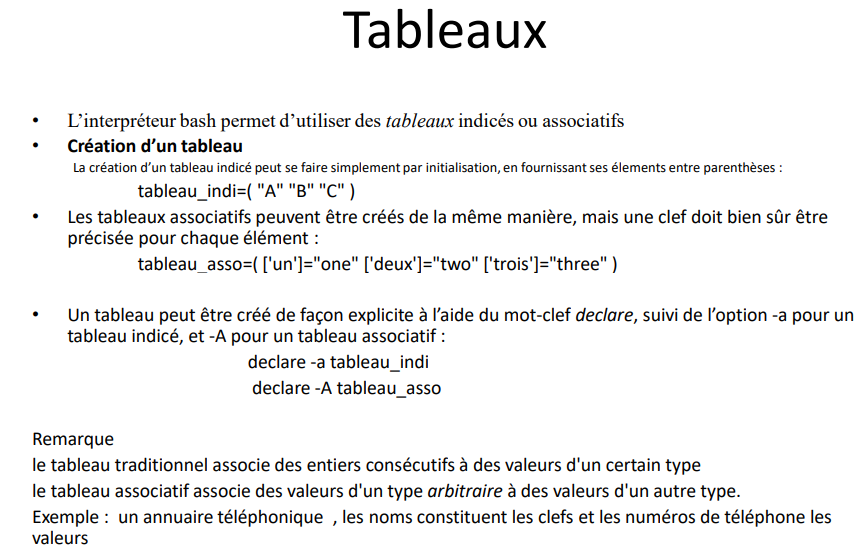 Tableaux
• L'interpréteur bash permet d'utiliser des tableaux indicés ou associatifs
• Création d'un tableau
La création d'un tableau indicé peut se faire simplement par initialisation, en fournissant ses élements entre parenthèses :
tableau_indi=( "A" "B" "C" )
• Les tableaux associatifs peuvent être créés de la même manière, mais une clef doit bien sûr être
précisée pour chaque élément :
tableau_asso=( ['un']="one" ['deux']="two" ['trois']="three" )
• Un tableau peut être créé de façon explicite à l'aide du mot-clef declare, suivi de l'option -a pour un
tableau indicé, et -A pour un tableau associatif :
declare -a tableau_indi
declare -A tableau_asso
Remarque
le tableau traditionnel associe des entiers consécutifs à des valeurs d'un certain type
le tableau associatif associe des valeurs d'un type arbitraire à des valeurs d'un autre type.
Exemple : un annuaire téléphonique , les noms constituent les clefs et les numéros de téléphone les
valeurs